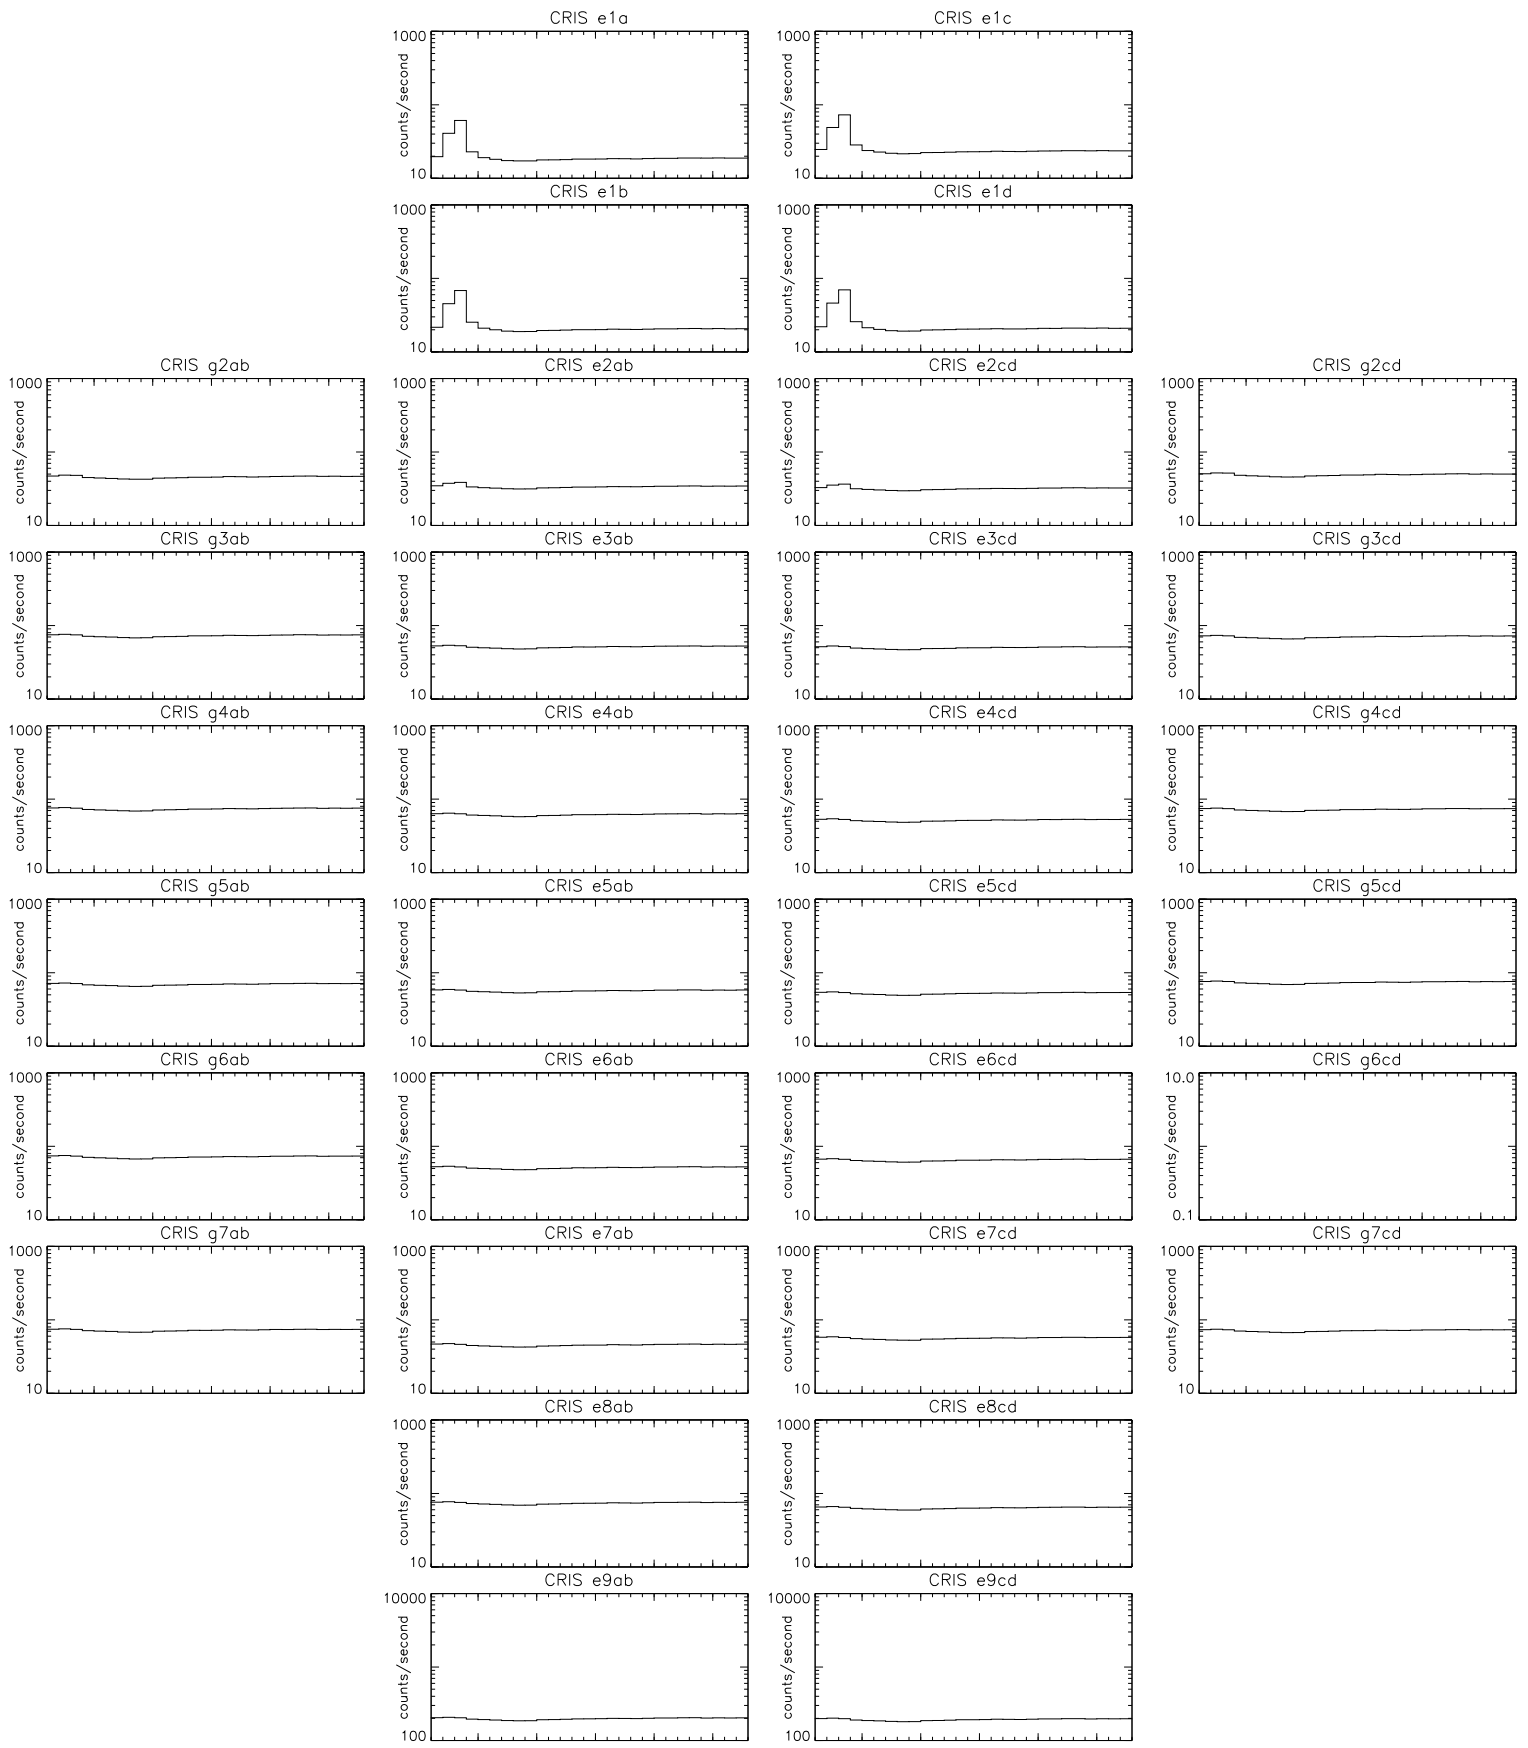 CRIS e1a
CRIS e1c
1000
counts/second
10
1000
counts/second
10
CRIS e1b
CRIS e1d
1000
counts/second
10
1000
counts/second
10
CRIS g2ab
CRIS e2ab
CRIS e2cd
CRIS g2cd
1000
counts/second
10
1000
counts/second
10
1000
counts/second
10
1000
counts/second
10
CRIS g3ab
CRIS e3ab
CRIS e3cd
CRIS g3cd
1000
counts/second
10
1000
counts/second
10
1000
counts/second
10
1000
counts/second
10
CRIS g4ab
CRIS e4ab
CRIS e4cd
CRIS g4cd
1000
counts/second
10
1000
counts/second
10
1000
counts/second
10
1000
counts/second
10
CRIS g5ab
CRIS e5ab
CRIS e5cd
CRIS g5cd
1000
counts/second
10
1000
counts/second
10
1000
counts/second
10
1000
counts/second
10
CRIS g6ab
CRIS e6ab
CRIS e6cd
CRIS g6cd
1000
counts/second
10
1000
counts/second
10
1000
counts/second
10
10.0
counts/second
0.1
CRIS g7ab
CRIS e7ab
CRIS e7cd
CRIS g7cd
1000
counts/second
10
1000
counts/second
10
1000
counts/second
10
1000
counts/second
10
CRIS e8ab
CRIS e8cd
1000
counts/second
10
1000
counts/second
10
CRIS e9ab
CRIS e9cd
10000
counts/second
100
10000
counts/second
100